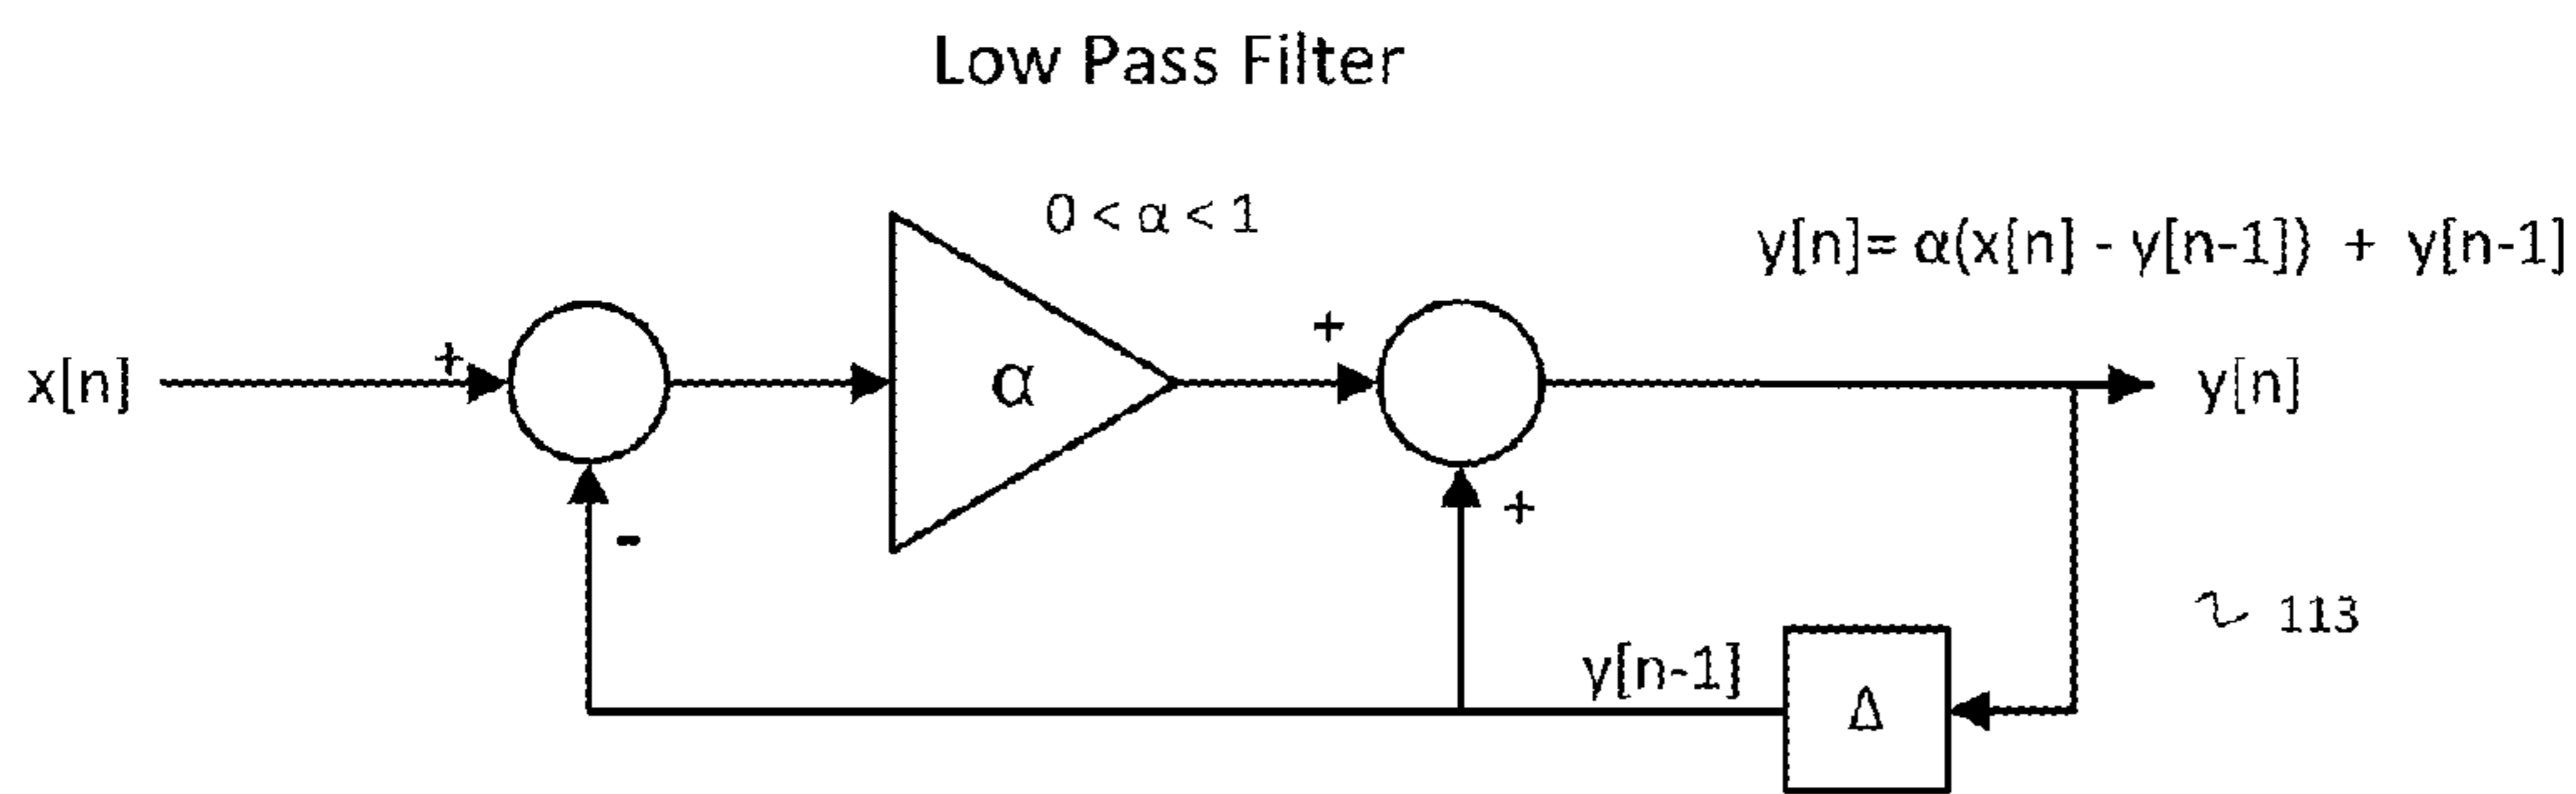 Low Pass Filter
0 < α < 1
y[n]= α(x[n] - y[n-1]) + y[n-1]
+
+
x[n]
α
y[n]
-
+
113
y[n-1]
Δ